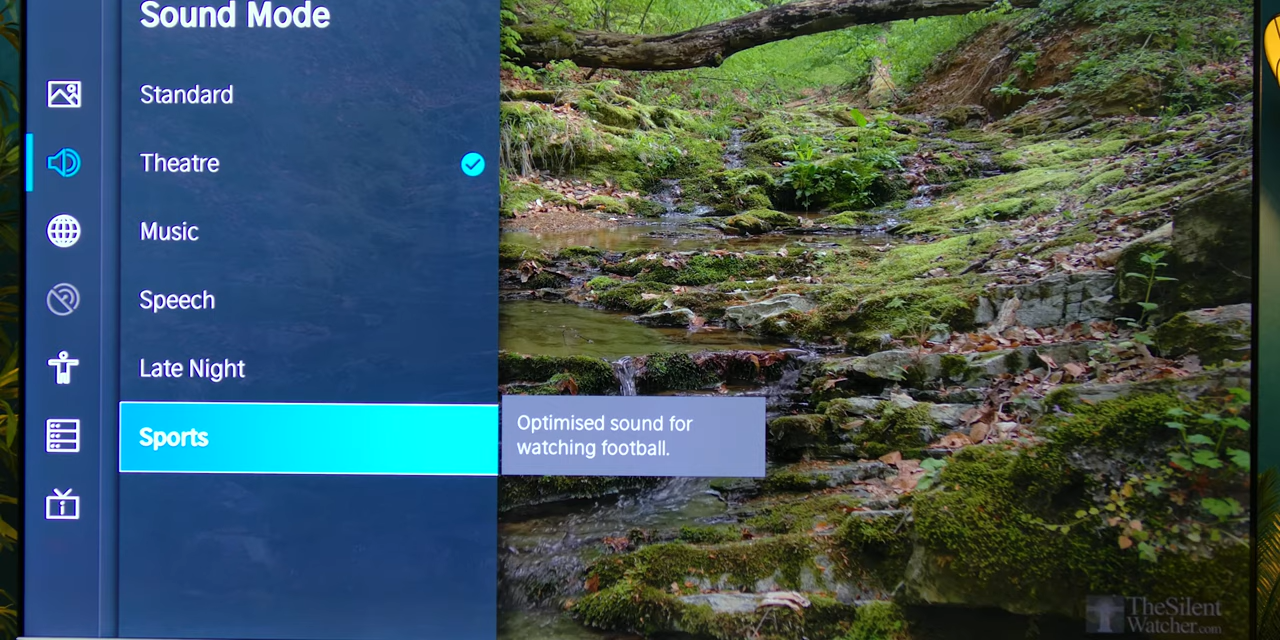 Sound Mode
Standard
Theatre
Music
Speech
Late Night
Sports
Optimised sound for
watching football.
TheSilent
Watcher.com